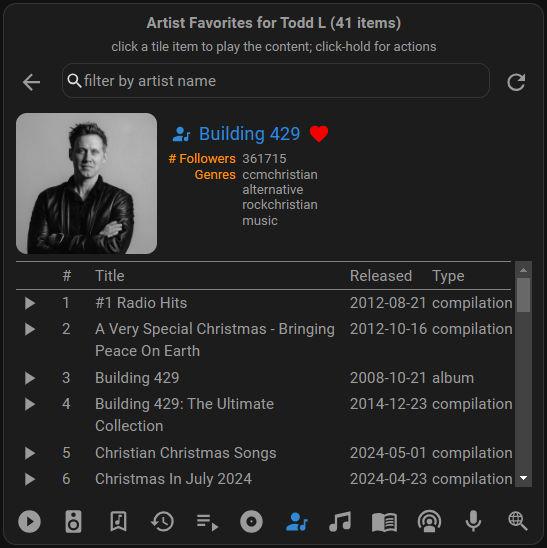 Artist Favorites for Todd L (41 items)
click a tile item to play the content; click-hold for actions
filter by artist name
Building 429
# Followers 361715
Genres ccmchristian
alternative
rockchristian
music
# Title Released Type
1 #1 Radio Hits 2012-08-21 compilation
2 A Very Special Christmas - Bringing 2012-10-16 compilation
Peace On Earth
3 Building 429 2008-10-21 album
4 Building 429: The Ultimate 2014-12-23 compilation
Collection
5 Christian Christmas Songs 2024-05-01 compilation
6 Christmas In July 2024 2024-04-23 compilation